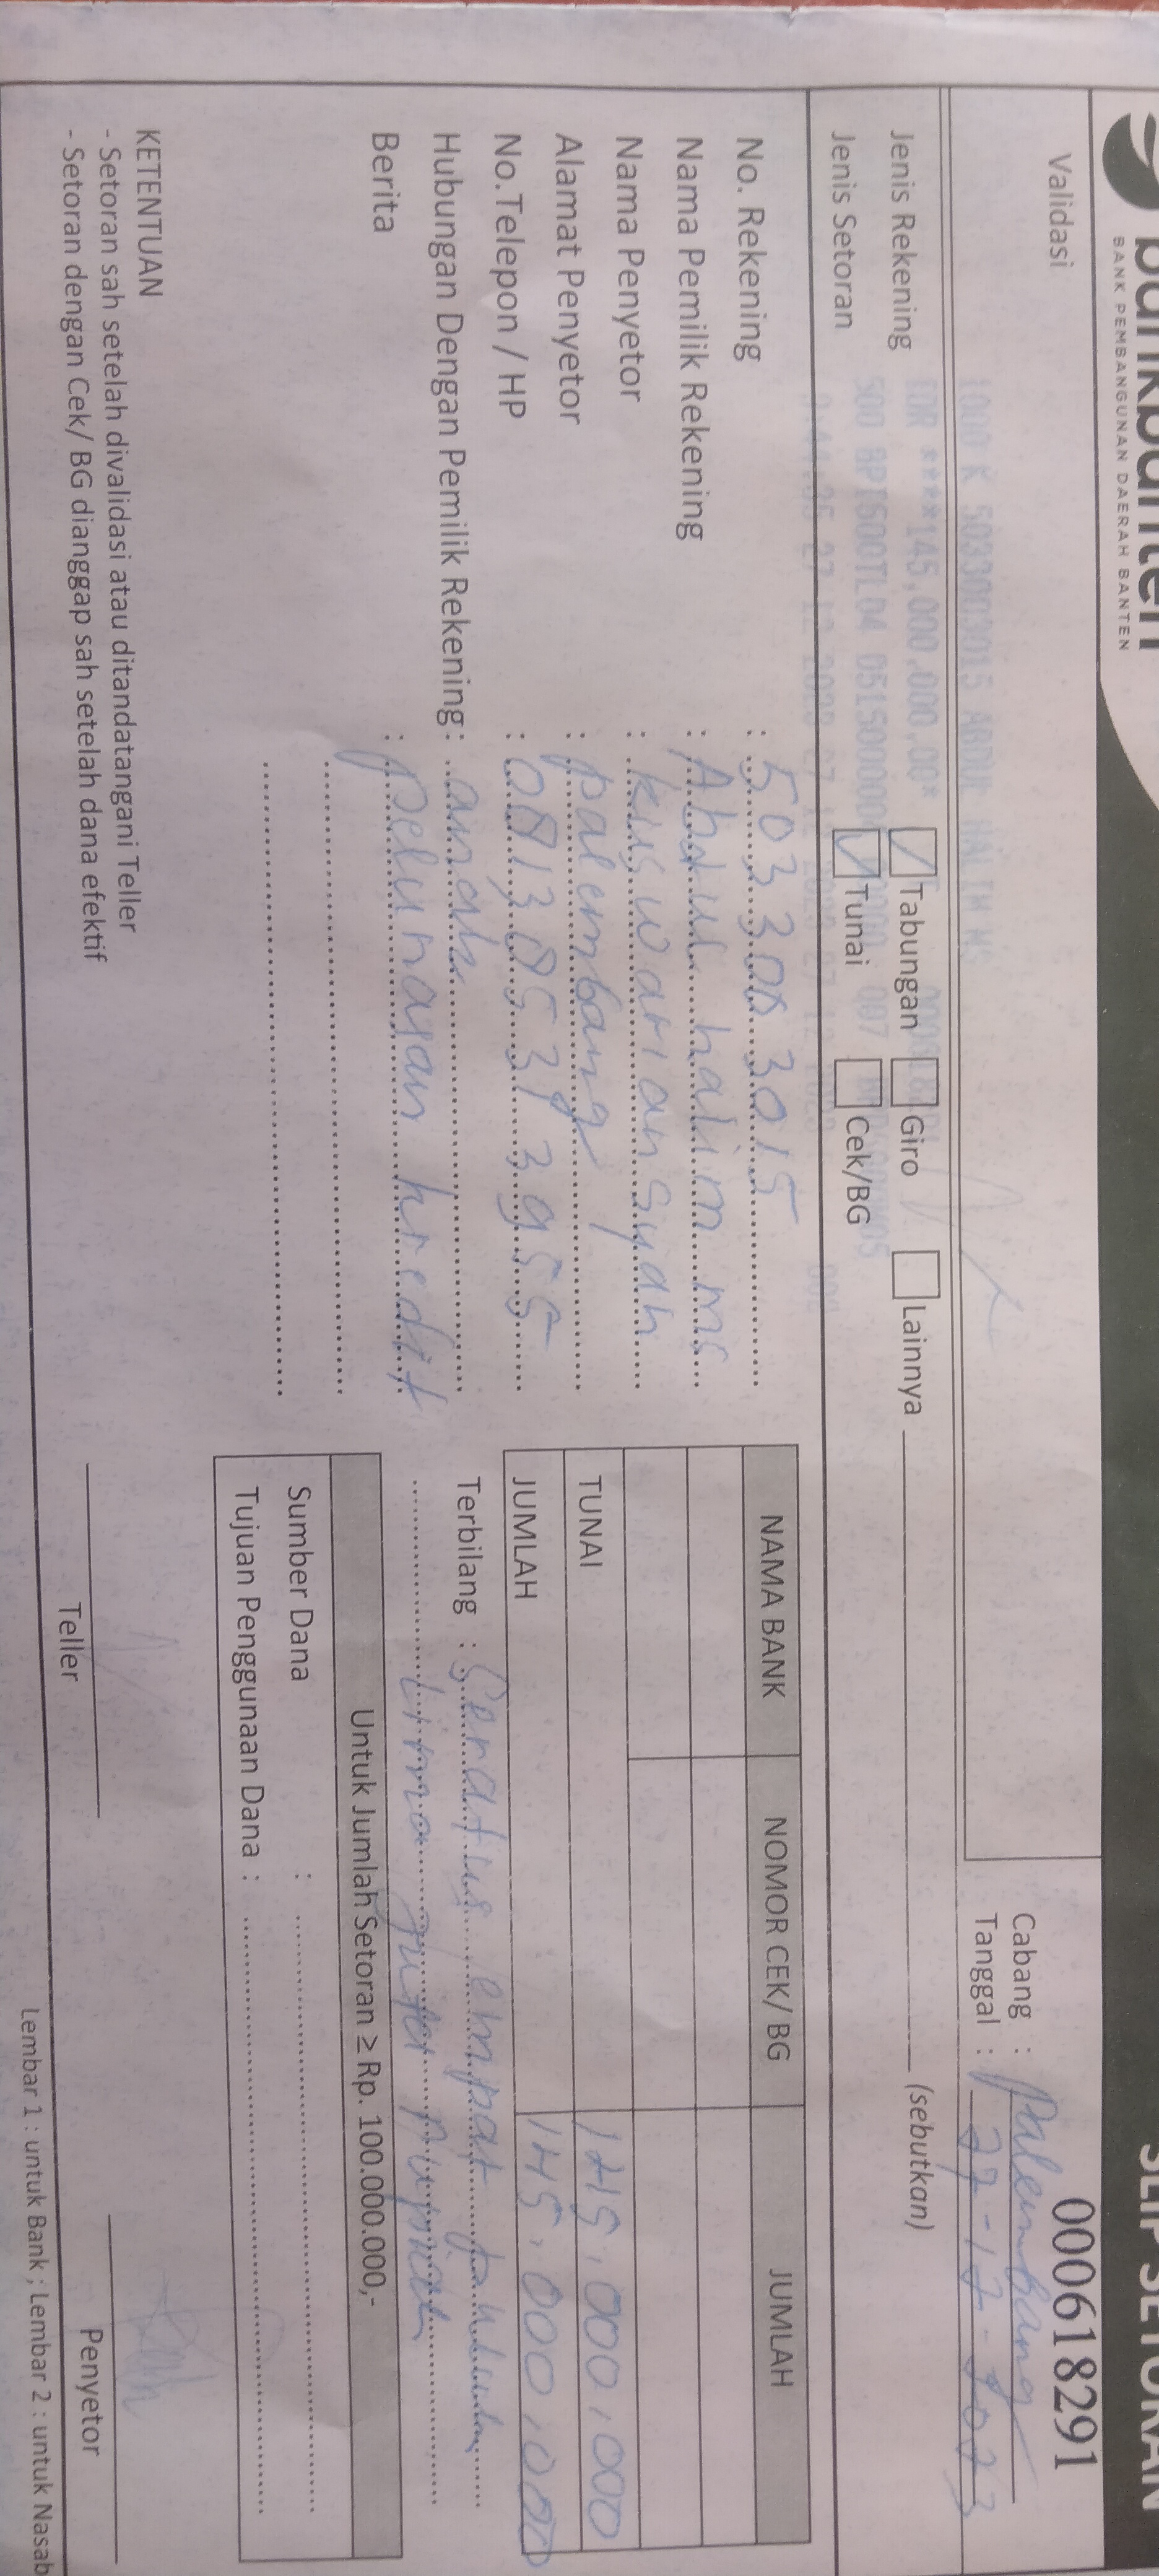 bankbanten
BANK PEMBANGUNAN DAERAH BANTEN
SLIP SETORAN
000618291
Validasi
Cabang : Palembang
Tanggal : 27-12-2023
1000 K 5033003015 ABDUL HALIM MS
IDR ****145,000,000.00*
Jenis Rekening Tabungan Giro Lainnya (sebutkan)
Jenis Setoran Tunai Cek/BG
No. Rekening : 503 300 3015
Nama Pemilik Rekening : Abdul halim ms
Nama Penyetor : kuswariansyah
Alamat Penyetor : palembang
No.Telepon / HP :
Hubungan Dengan Pemilik Rekening : anak
Berita : pelunasan kredit
NAMA BANK NOMOR CEK/ BG JUMLAH
TUNAI 145.000.000
JUMLAH 145.000.000
Terbilang : Seratus empat puluh
lima juta rupiah
Untuk Jumlah Setoran ≥ Rp. 100.000.000,-
Sumber Dana :
Tujuan Penggunaan Dana :
KETENTUAN
- Setoran sah setelah divalidasi atau ditandatangani Teller
- Setoran dengan Cek/ BG dianggap sah setelah dana efektif
Teller Penyetor
Lembar 1 : untuk Bank ; Lembar 2 : untuk Nasab